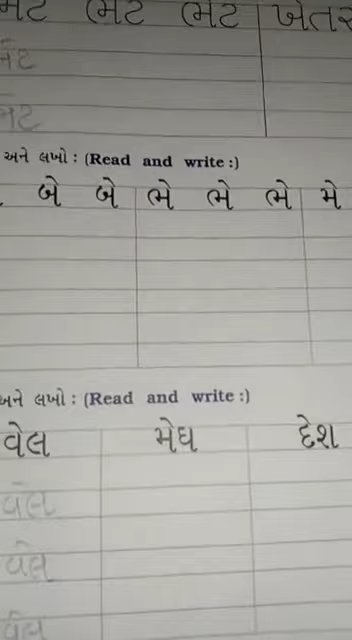 ભેટ ભેટ ખેતર
અને લખો : (Read and write :)
બે બે ભે ભે ભે મે
અને લખો : (Read and write :)
વેલ મેઘ દેશ
વેલ
વેલ
વેલ